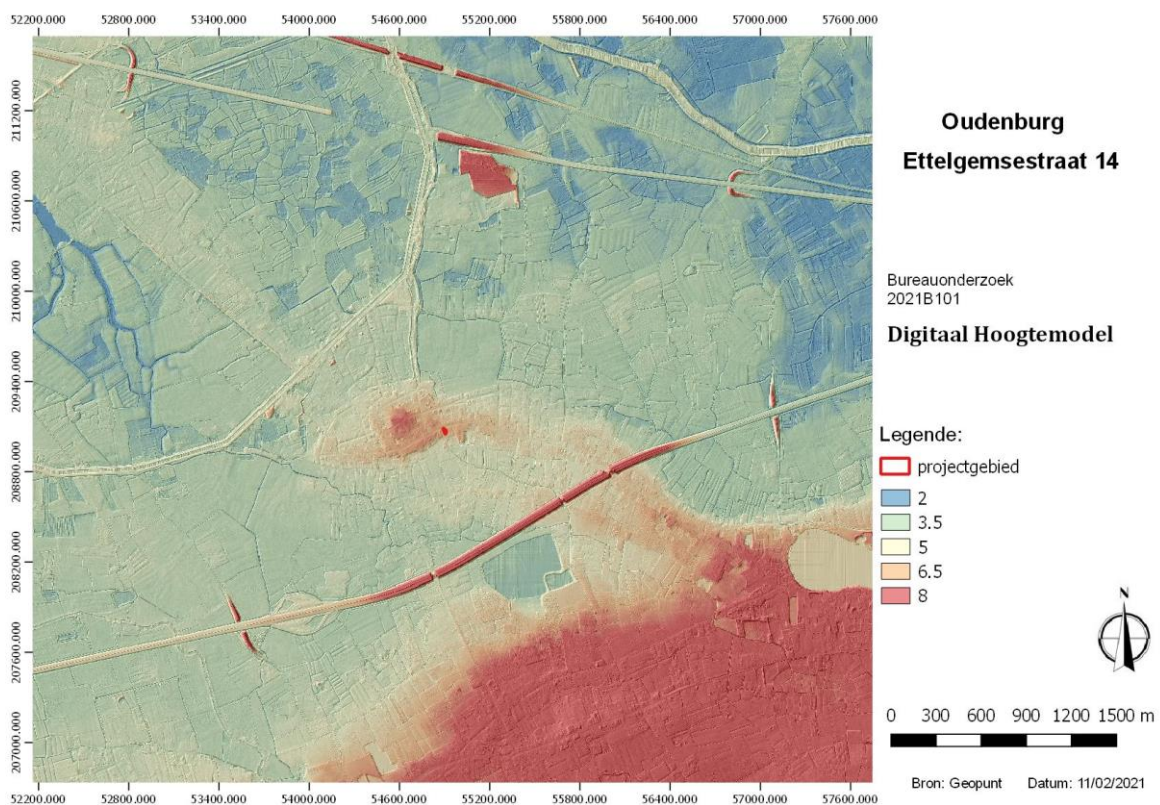 52200.000 52800.000 53400.000 54000.000 54600.000 55200.000 55800.000 56400.000 57000.000 57600.000
211200.000
210600.000
210000.000
209400.000
208800.000
208200.000
207600.000
207000.000
52200.000 52800.000 53400.000 54000.000 54600.000 55200.000 55800.000 56400.000 57000.000 57600.000
Oudenburg
Ettelgemsestraat 14
Bureauonderzoek
2021B101
Digitaal Hoogtemodel
Legende:
projectgebied
2
3.5
5
6.5
8
N
0 300 600 900 1200 1500 m
Bron: Geopunt Datum: 11/02/2021